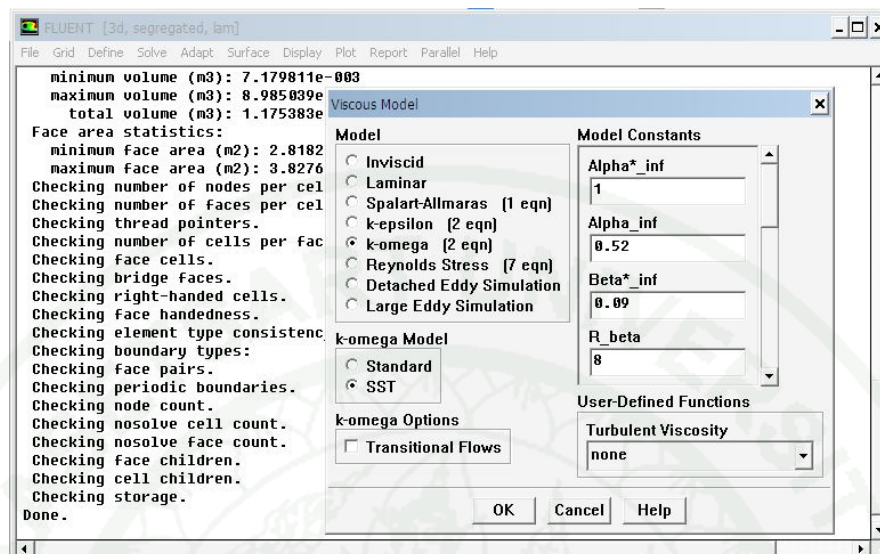 FLUENT [3d, segregated, lam]
File Grid Define Solve Adapt Surface Display Plot Report Parallel Help
minimum volume (m3): 7.179811e-003
maximum volume (m3): 8.985039e
total volume (m3): 1.175383e
Face area statistics:
minimum face area (m2): 2.8182
maximum face area (m2): 3.8276
Checking number of nodes per cel
Checking number of faces per cel
Checking thread pointers.
Checking number of cells per fac
Checking face cells.
Checking bridge faces.
Checking right-handed cells.
Checking face handedness.
Checking element type consistenc
Checking boundary types:
Checking face pairs.
Checking periodic boundaries.
Checking node count.
Checking nosolve cell count.
Checking nosolve face count.
Checking face children.
Checking cell children.
Checking storage.
Done.
Viscous Model
Model
Inviscid
Laminar
Spalart-Allmaras (1 eqn)
k-epsilon (2 eqn)
k-omega (2 eqn)
Reynolds Stress (7 eqn)
Detached Eddy Simulation
Large Eddy Simulation
k-omega Model
Standard
SST
k-omega Options
Transitional Flows
Model Constants
Alpha*_inf
1
Alpha_inf
0.52
Beta*_inf
0.09
R_beta
8
User-Defined Functions
Turbulent Viscosity
none
OK Cancel Help